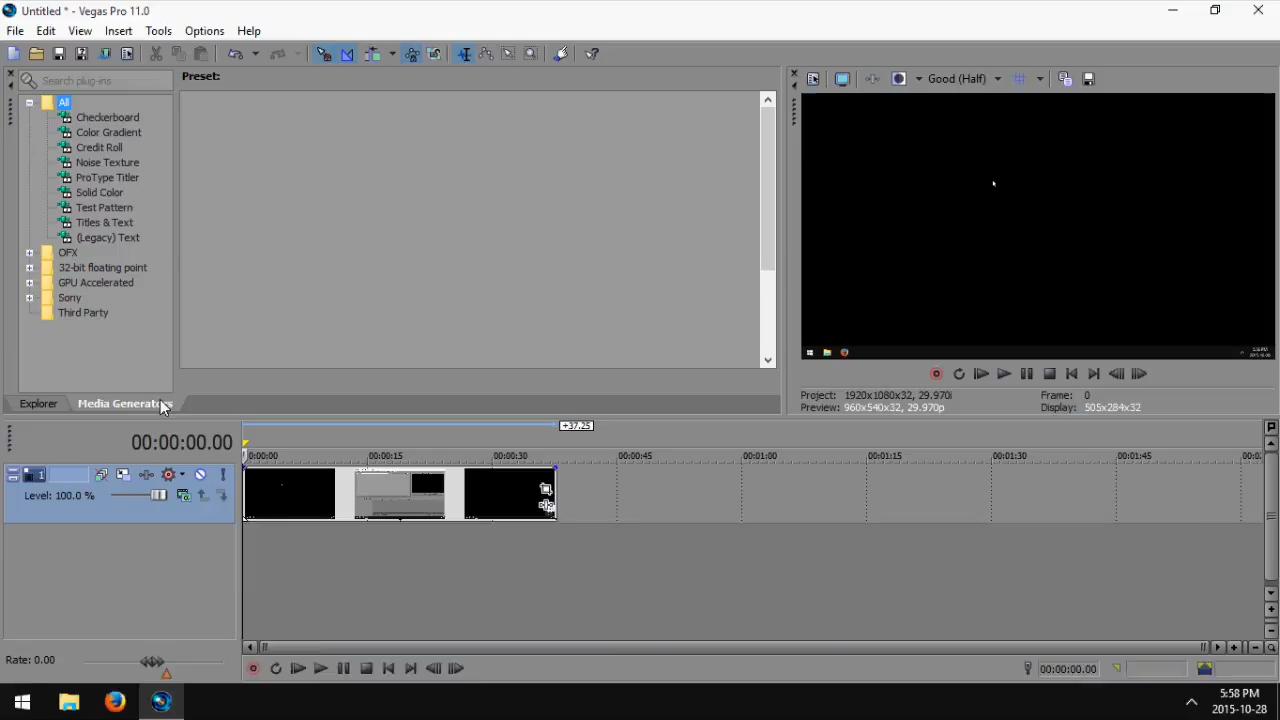 Untitled * - Vegas Pro 11.0
File Edit View Insert Tools Options Help
Search plug-ins
Preset:
Good (Half)
All
Checkerboard
Color Gradient
Credit Roll
Noise Texture
ProType Titler
Solid Color
Test Pattern
Titles & Text
(Legacy) Text
OFX
32-bit floating point
GPU Accelerated
Sony
Third Party
Explorer Media Generators
Project: 1920x1080x32, 29.970i Frame: 0
Preview: 960x540x32, 29.970p Display: 505x284x32
+37.25
00:00:00.00
0:00:00 00:00:15 00:00:30 00:00:45 00:01:00 00:01:15 00:01:30 00:01:45
1
Level: 100.0 %
Rate: 0.00
00:00:00.00
5:58 PM
2015-10-28